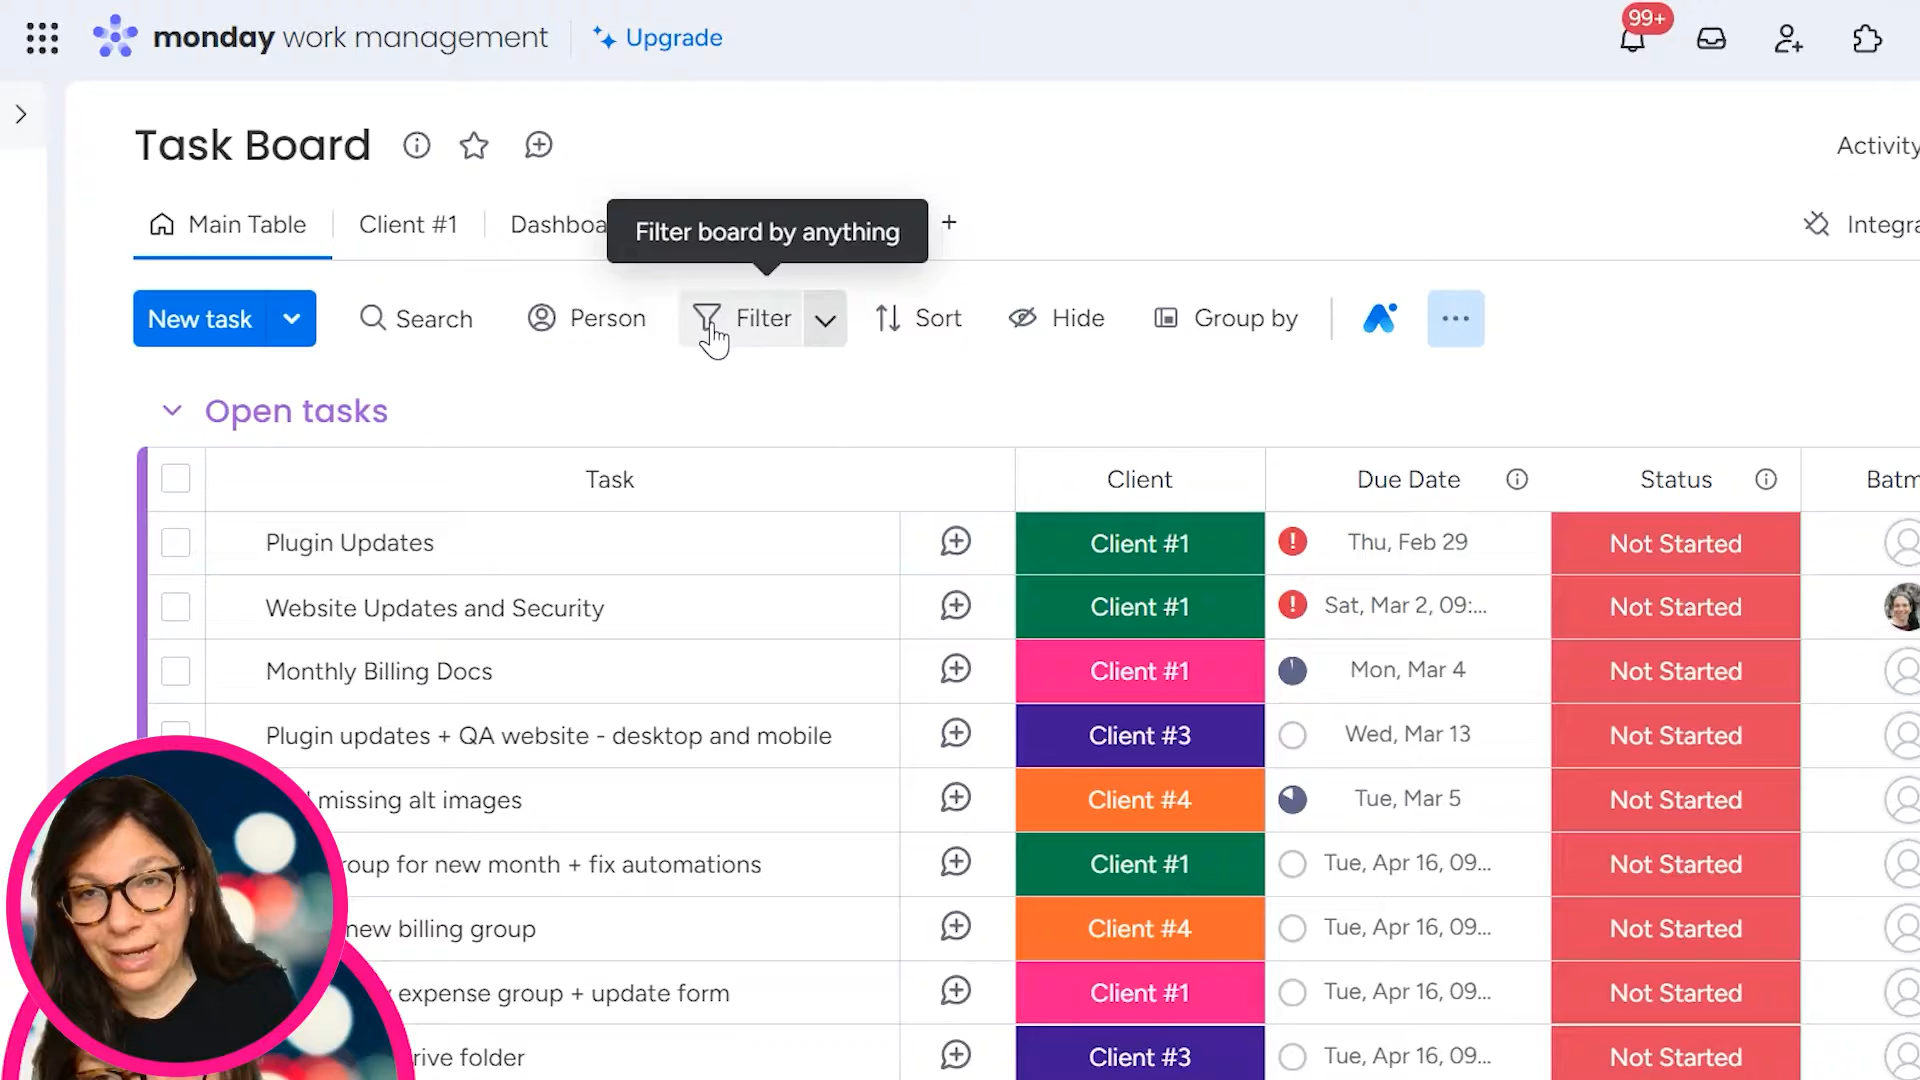 monday work management
Upgrade
99+
Task Board
Activity
Main Table
Client #1
Filter board by anything
+
New task
Search
Person
Filter
Sort
Hide
Group by
...
Open tasks
Task
Client
Due Date
Status
Plugin Updates
Client #1
! Thu, Feb 29
Not Started
Website Updates and Security
Client #1
! Sat, Mar 2, 09:...
Not Started
Monthly Billing Docs
Client #1
Mon, Mar 4
Not Started
Plugin updates + QA website - desktop and mobile
Client #3
Wed, Mar 13
Not Started
missing alt images
Client #4
Tue, Mar 5
Not Started
for new month + fix automations
Client #1
Tue, Apr 16, 09...
Not Started
new billing group
Client #4
Tue, Apr 16, 09...
Not Started
expense group + update form
Client #1
Tue, Apr 16, 09...
Not Started
folder
Client #3
Tue, Apr 16, 09...
Not Started